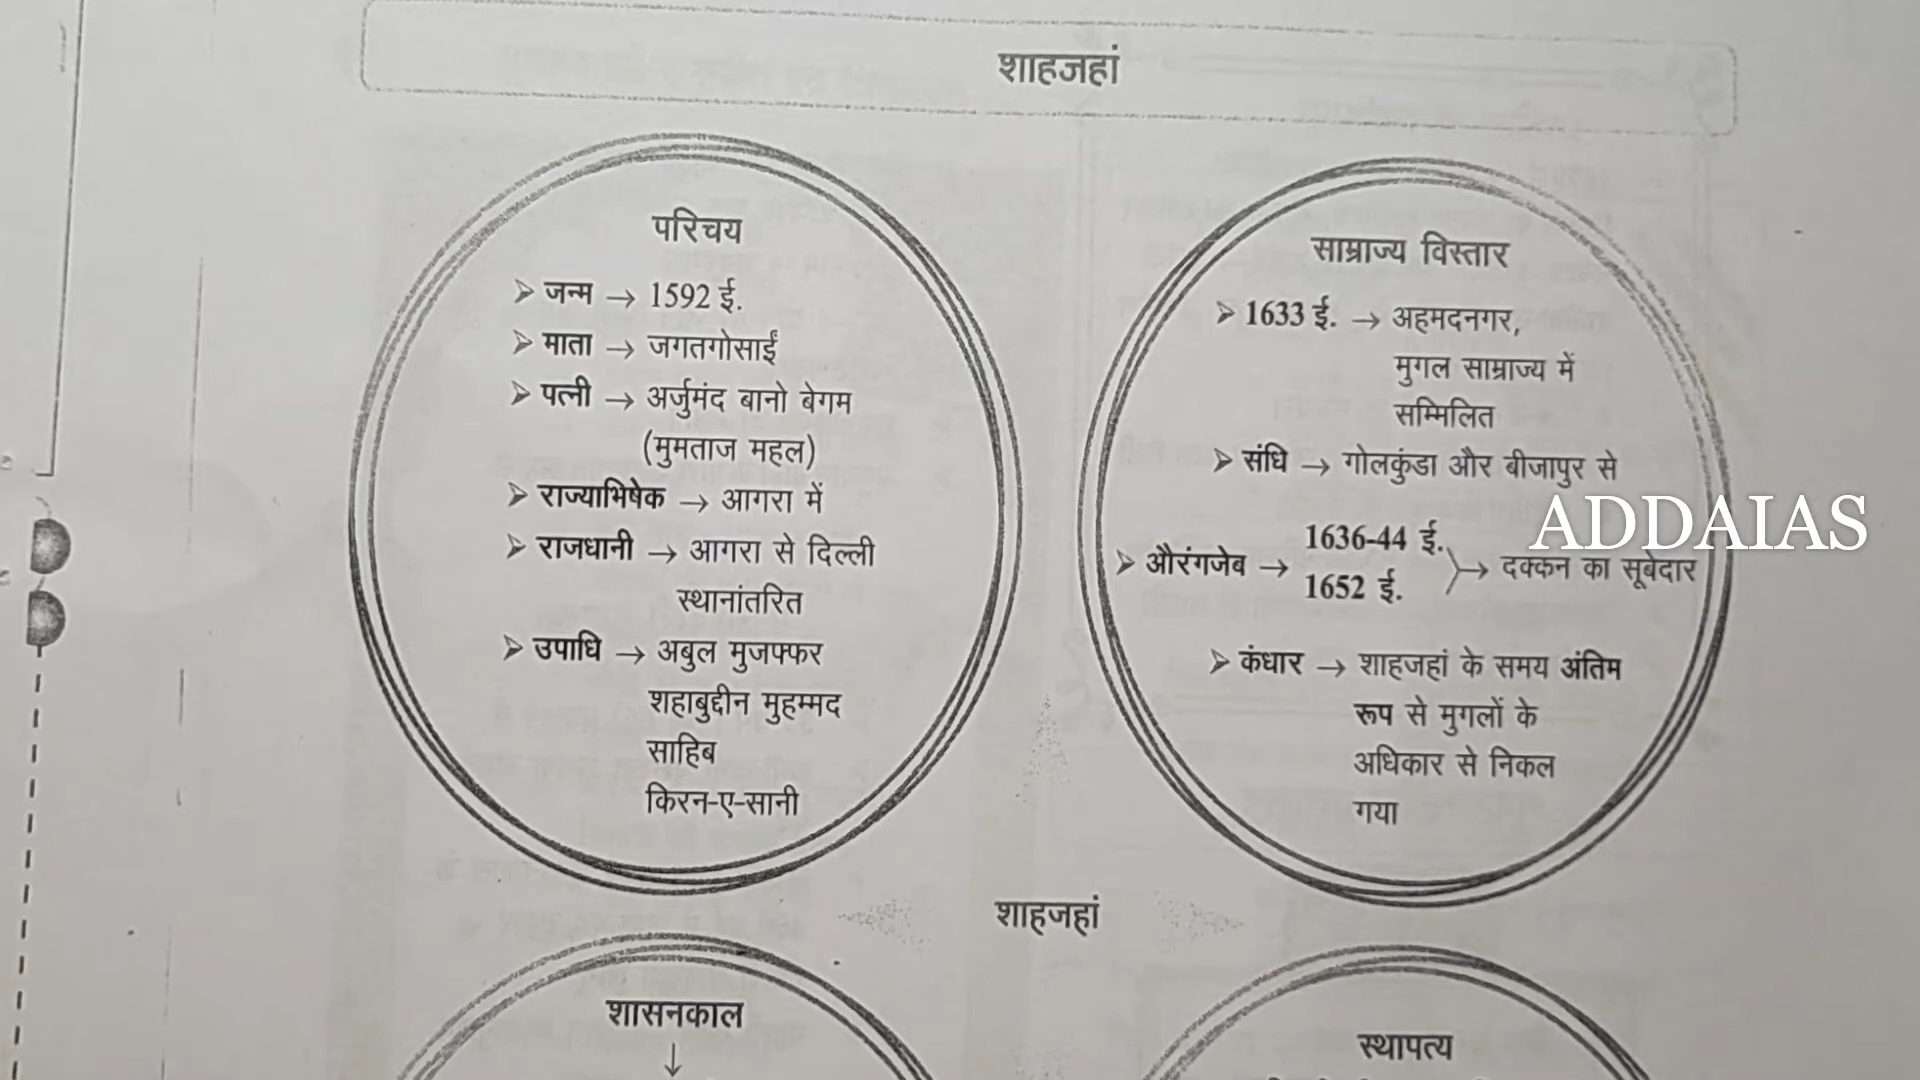 शाहजहां
परिचय
➢ जन्म → 1592 ई.
➢ माता → जगतगोसाईं
➢ पत्नी → अर्जुमंद बानो बेगम
(मुमताज महल)
➢ राज्याभिषेक → आगरा में
➢ राजधानी → आगरा से दिल्ली
स्थानांतरित
➢ उपाधि → अबुल मुजफ्फर
शहाबुद्दीन मुहम्मद
साहिब
किरन-ए-सानी
साम्राज्य विस्तार
➢ 1633 ई. → अहमदनगर,
मुगल साम्राज्य में
सम्मिलित
➢ संधि → गोलकुंडा और बीजापुर से
ADDAIAS
1636-44 ई.
➢ औरंगजेब → → दक्कन का सूबेदार
1652 ई.
➢ कंधार → शाहजहां के समय अंतिम
रूप से मुगलों के
अधिकार से निकल
गया
शाहजहां
शासनकाल
↓
स्थापत्य